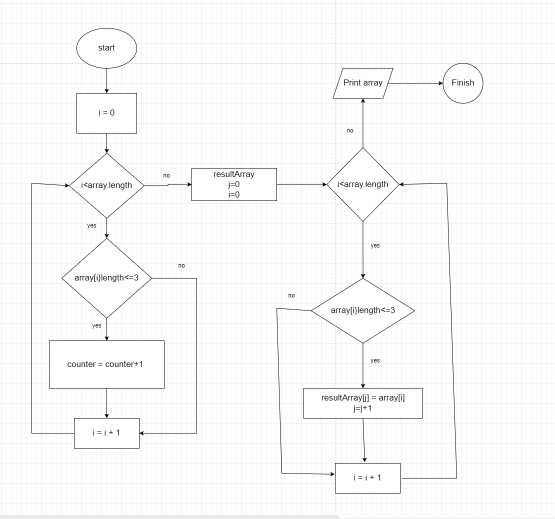 start
i = 0
i<array.length
no
yes
array[i]length<=3
no
yes
counter = counter+1
i = i + 1
resultArray
j=0
i=0
Print array
Finish
no
i<array.length
yes
array[i]length<=3
no
yes
resultArray[j] = array[i]
j=j+1
i = i + 1